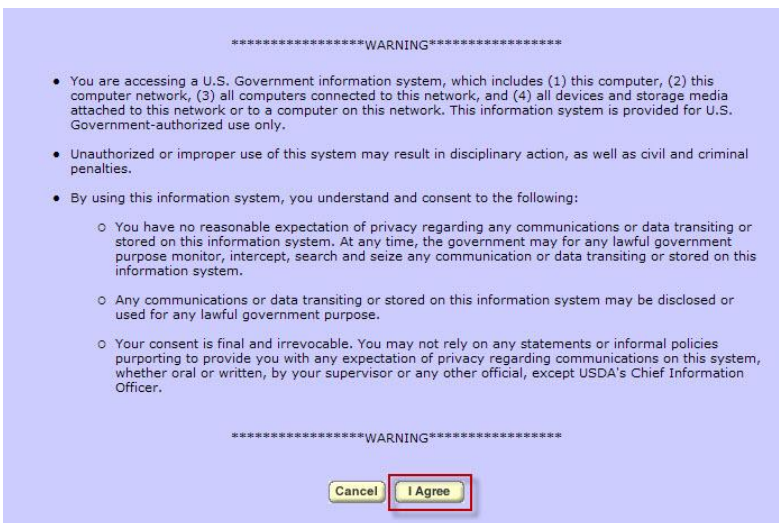 *****************WARNING*****************
● You are accessing a U.S. Government information system, which includes (1) this computer, (2) this
computer network, (3) all computers connected to this network, and (4) all devices and storage media
attached to this network or to a computer on this network. This information system is provided for U.S.
Government-authorized use only.
● Unauthorized or improper use of this system may result in disciplinary action, as well as civil and criminal
penalties.
● By using this information system, you understand and consent to the following:
○ You have no reasonable expectation of privacy regarding any communications or data transiting or
stored on this information system. At any time, the government may for any lawful government
purpose monitor, intercept, search and seize any communication or data transiting or stored on this
information system.
○ Any communications or data transiting or stored on this information system may be disclosed or
used for any lawful government purpose.
○ Your consent is final and irrevocable. You may not rely on any statements or informal policies
purporting to provide you with any expectation of privacy regarding communications on this system,
whether oral or written, by your supervisor or any other official, except USDA's Chief Information
Officer.
*****************WARNING*****************
Cancel I Agree